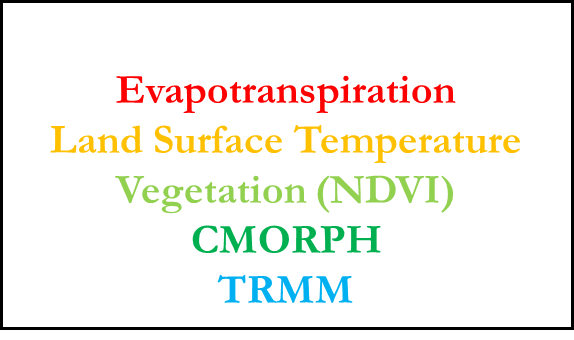 Evapotranspiration
Land Surface Temperature
Vegetation (NDVI)
CMORPH
TRMM